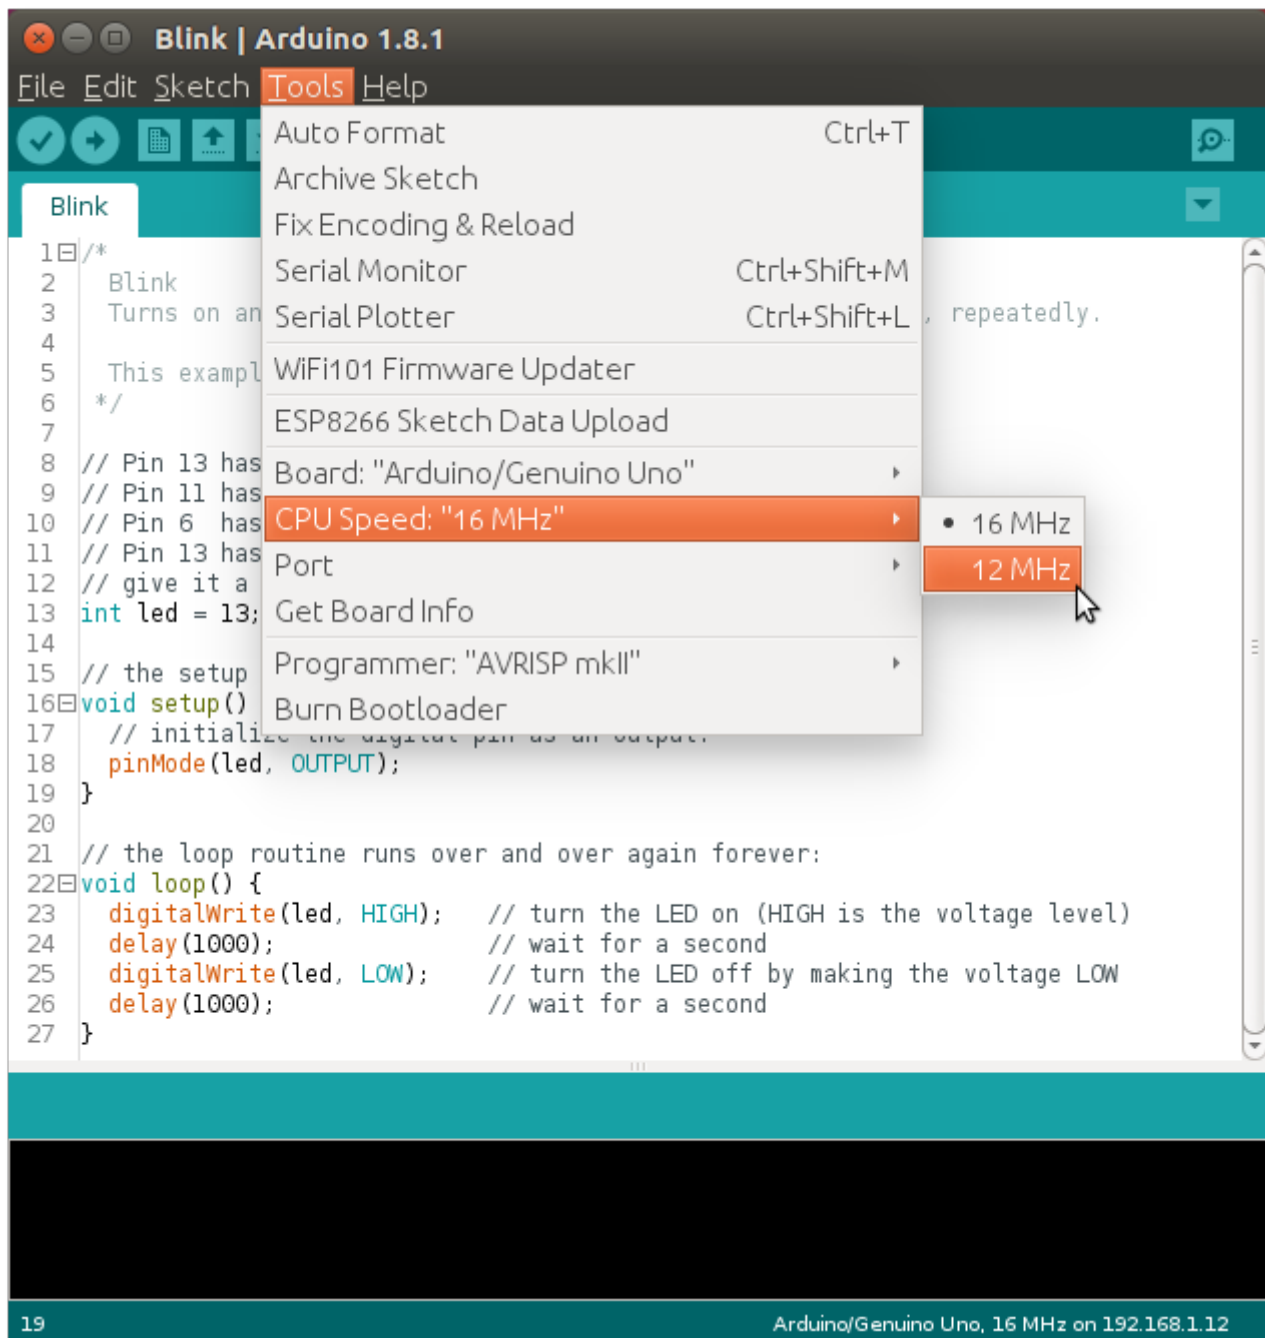 Blink | Arduino 1.8.1
File Edit Sketch Tools Help
Auto Format Ctrl+T
Archive Sketch
Fix Encoding & Reload
Serial Monitor Ctrl+Shift+M
Serial Plotter Ctrl+Shift+L
WiFi101 Firmware Updater
ESP8266 Sketch Data Upload
Board: "Arduino/Genuino Uno"
CPU Speed: "16 MHz"
Port
Get Board Info
Programmer: "AVRISP mkII"
Burn Bootloader
• 16 MHz
12 MHz
Blink
1 /*
2 Blink
3 Turns on an , repeatedly.
4
5 This exampl
6 */
7
8 // Pin 13 has
9 // Pin 11 has
10 // Pin 6 has
11 // Pin 13 has
12 // give it a
13 int led = 13;
14
15 // the setup
16 void setup()
17 // initialize the digital pin as an output.
18 pinMode(led, OUTPUT);
19 }
20
21 // the loop routine runs over and over again forever:
22 void loop() {
23 digitalWrite(led, HIGH); // turn the LED on (HIGH is the voltage level)
24 delay(1000); // wait for a second
25 digitalWrite(led, LOW); // turn the LED off by making the voltage LOW
26 delay(1000); // wait for a second
27 }
19 Arduino/Genuino Uno, 16 MHz on 192.168.1.12